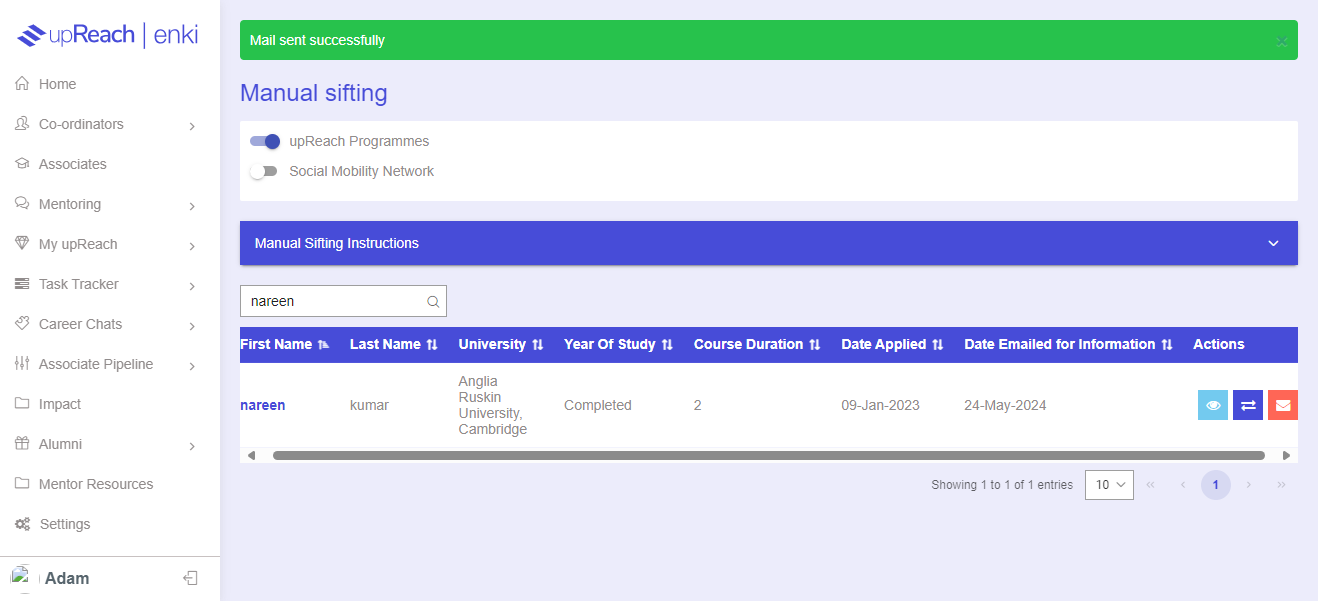 upReach | enki
Home
Co-ordinators
Associates
Mentoring
My upReach
Task Tracker
Career Chats
Associate Pipeline
Impact
Alumni
Mentor Resources
Settings
Adam
Mail sent successfully
Manual sifting
upReach Programmes
Social Mobility Network
Manual Sifting Instructions
nareen
First Name Last Name University Year Of Study Course Duration Date Applied Date Emailed for Information Actions
nareen kumar Anglia Ruskin University, Cambridge Completed 2 09-Jan-2023 24-May-2024
Showing 1 to 1 of 1 entries 10 « ‹ 1 › »